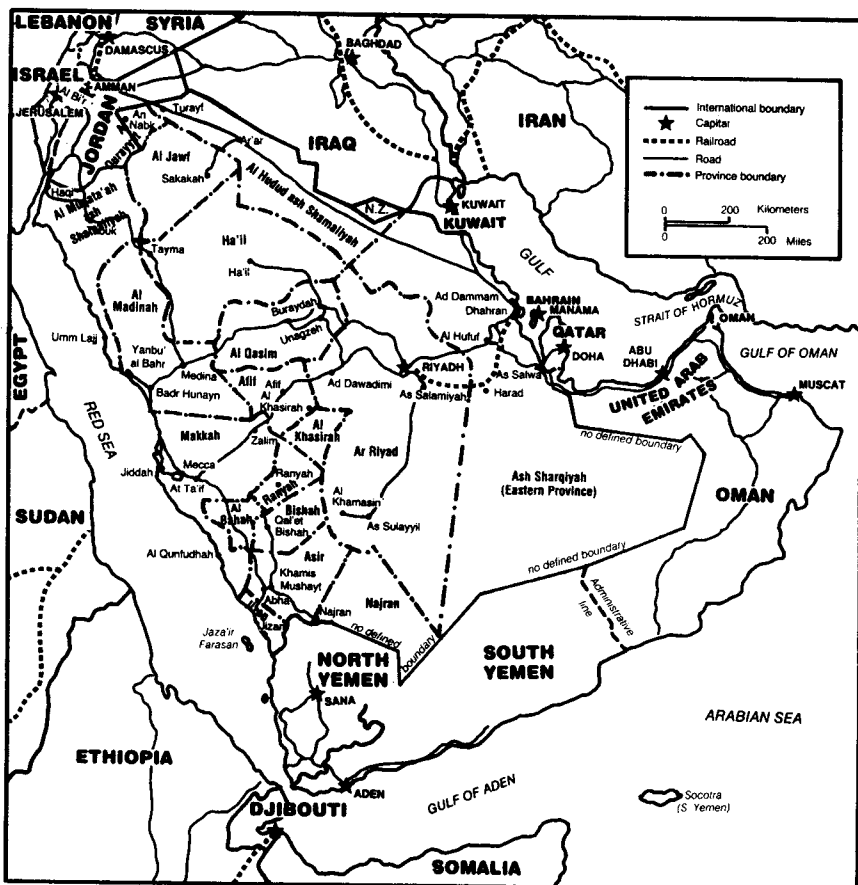 LEBANON
SYRIA
DAMASCUS
BAGHDAD
ISRAEL
AMMAN
JERUSALEM
JORDAN
An
Nabk
Turayf
Qurayyat
IRAQ
IRAN
International boundary
Capital
Railroad
Road
Province boundary
0 200 Kilometers
0 200 Miles
Al Jawf
Ar'ar
Sakakah
Al Hudud ash Shamaliyah
N.Z.
KUWAIT
KUWAIT
Haql
Tayma
Ha'il
Ha'il
GULF
Al
Madinah
Buraydah
Unagzeh
Ad Dammam
Dhahran
BAHRAIN
MANAMA
STRAIT OF HORMUZ
OMAN
Umm Lajj
Al Hufuf
QATAR
DOHA
GULF OF OMAN
EGYPT
Yanbu'
al Bahr
Al Qasim
RIYADH
As Salwa
ABU
DHABI
Medina
Afif
Afif
Ad Dawadimi
As Salamiyah
Harad
UNITED ARAB
EMIRATES
MUSCAT
Badr Hunayn
Al
Khasirah
RED SEA
Makkah
Zalim
Al
Khasirah
Ar Riyad
no defined boundary
Jiddah
Mecca
Ranyah
Ash Sharqiyah
(Eastern Province)
At Ta'if
Al
Bahah
Ranyah
Biskah
Al
Khamasin
OMAN
SUDAN
Qal'et
Bishah
As Sulayyil
Al Qunfudhah
Asir
no defined boundary
Khamis
Mushayt
Abha
Najran
Najran
Administrative
line
Jizan
no defined
boundary
Jaza'ir
Farasan
NORTH
YEMEN
SOUTH
YEMEN
SANA
ARABIAN SEA
ETHIOPIA
ADEN
GULF OF ADEN
Socotra
(S Yemen)
DJIBOUTI
SOMALIA